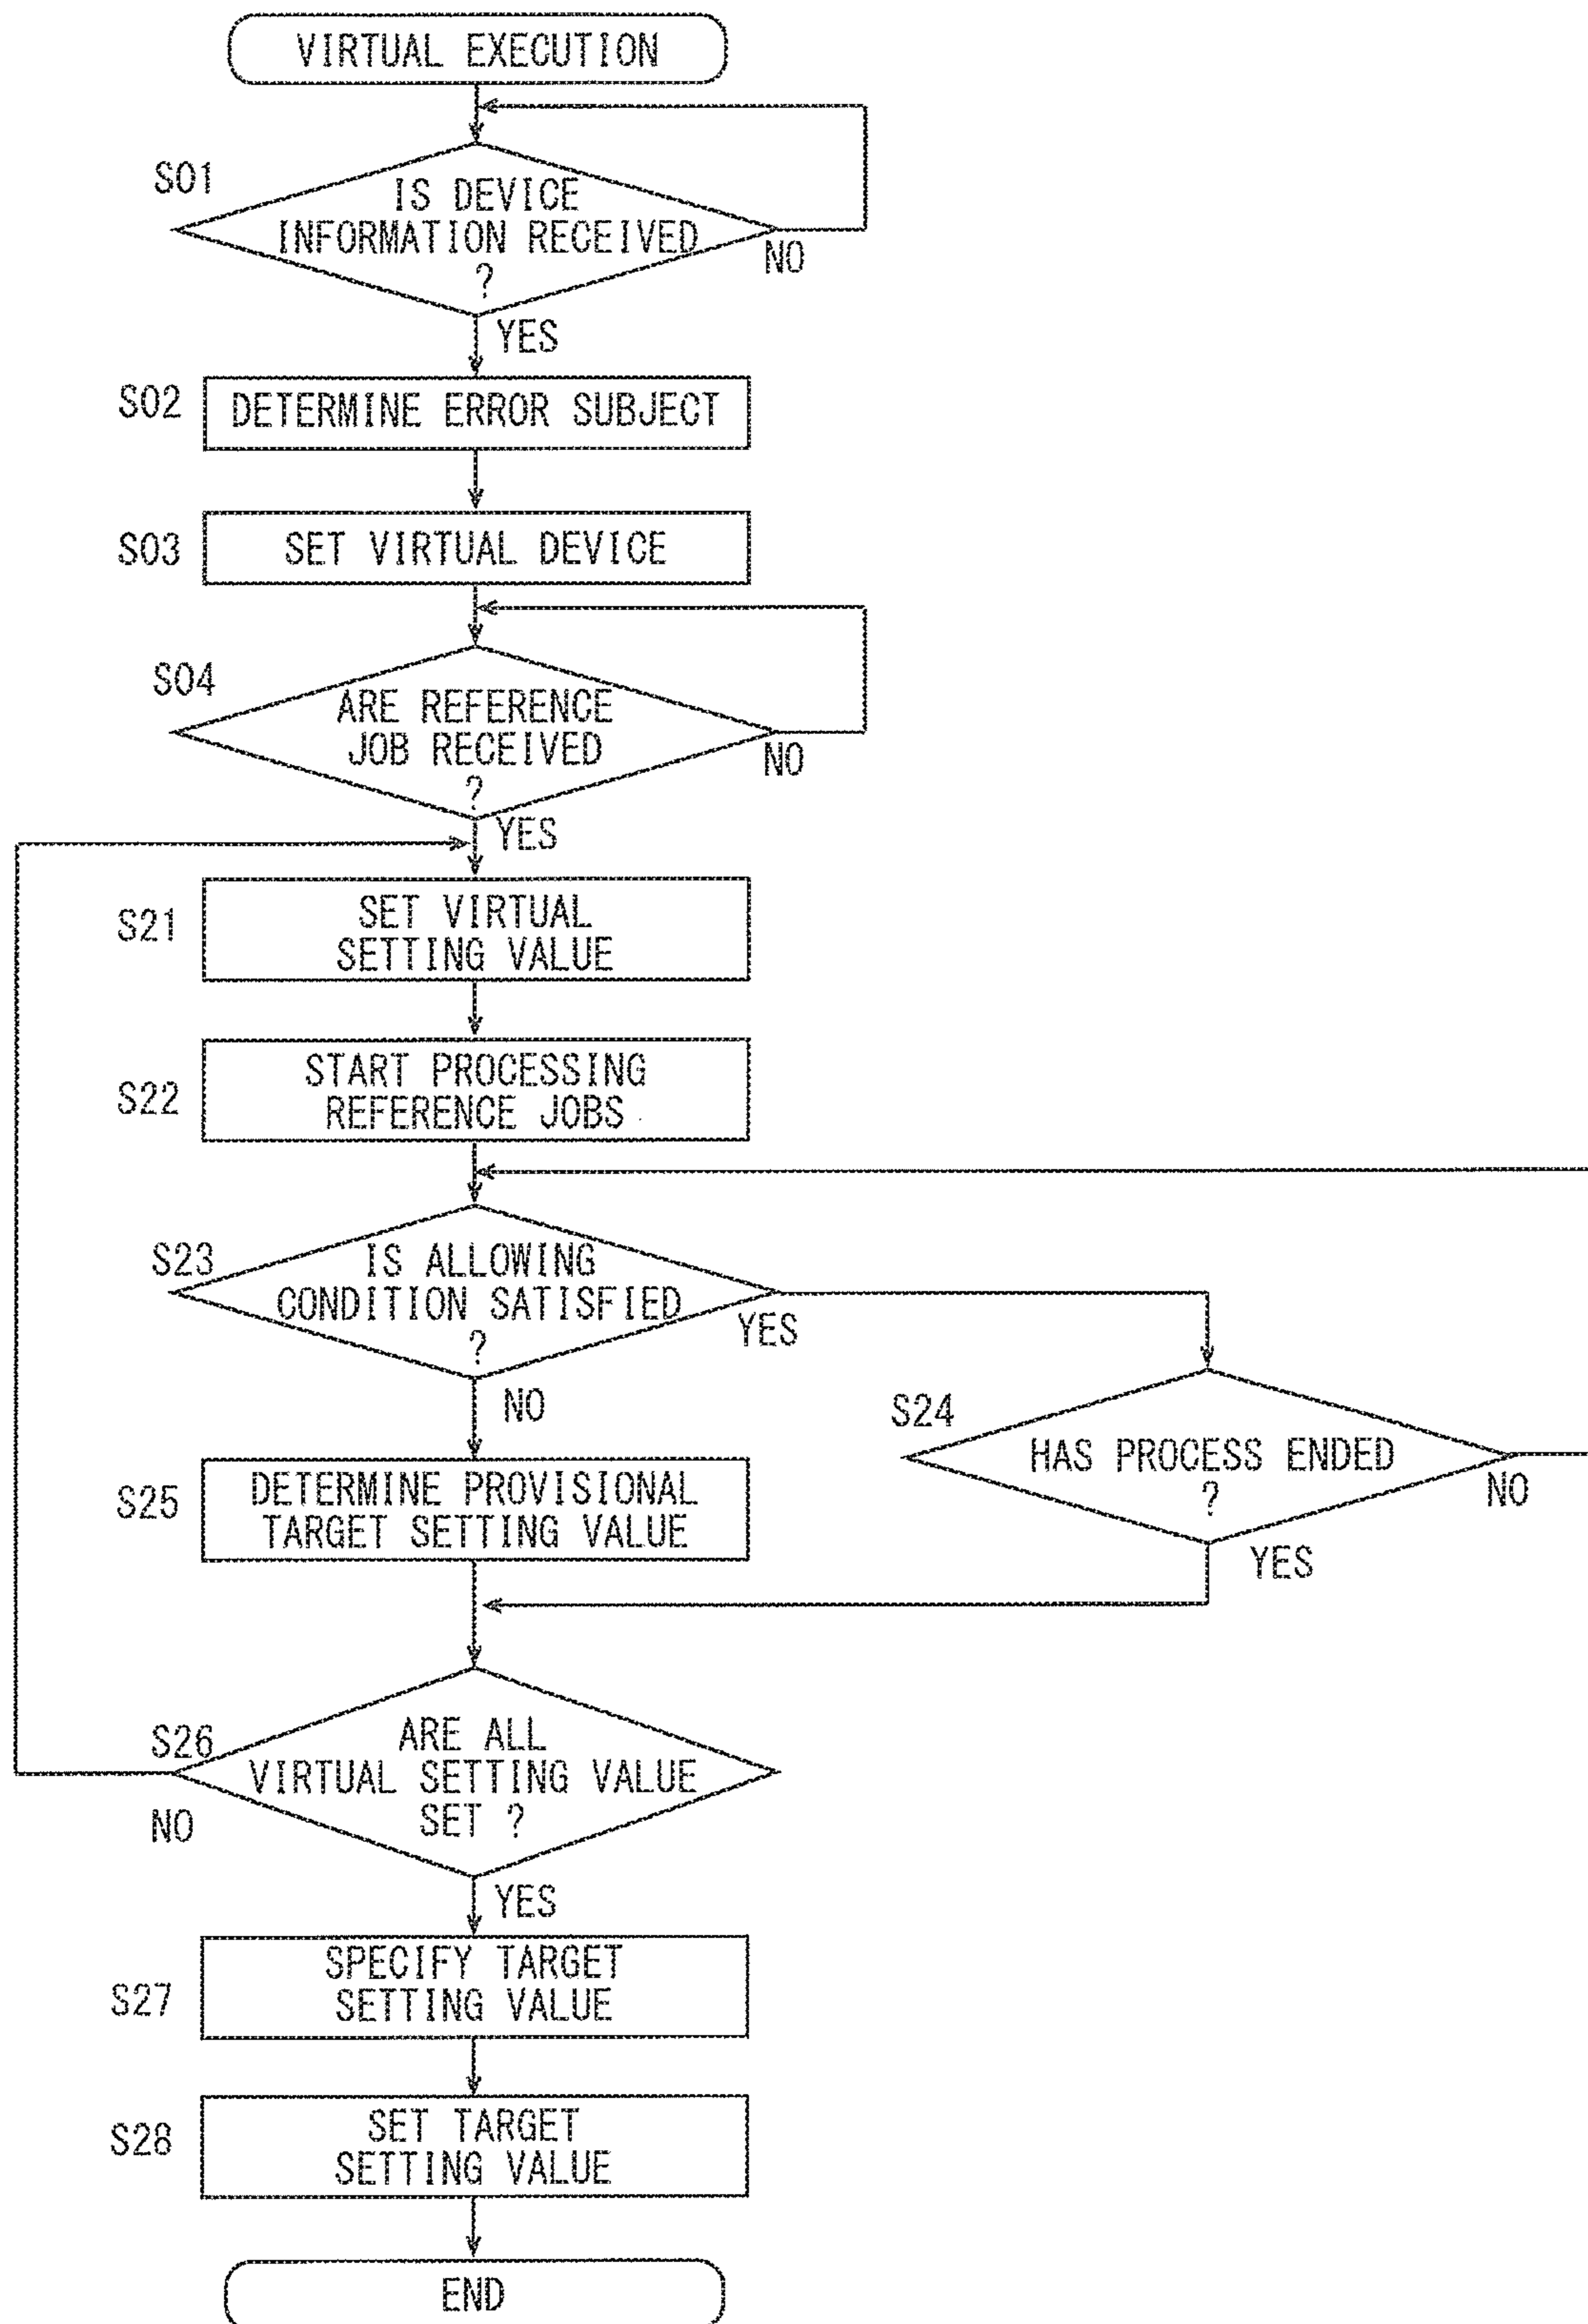 VIRTUAL EXECUTION
S01
IS DEVICE
INFORMATION RECEIVED
?
NO
YES
S02
DETERMINE ERROR SUBJECT
S03
SET VIRTUAL DEVICE
S04
ARE REFERENCE
JOB RECEIVED
?
NO
YES
S21
SET VIRTUAL
SETTING VALUE
S22
START PROCESSING
REFERENCE JOBS
S23
IS ALLOWING
CONDITION SATISFIED
?
YES
NO
S24
HAS PROCESS ENDED
?
NO
YES
S25
DETERMINE PROVISIONAL
TARGET SETTING VALUE
S26
ARE ALL
VIRTUAL SETTING VALUE
SET ?
NO
YES
S27
SPECIFY TARGET
SETTING VALUE
S28
SET TARGET
SETTING VALUE
END